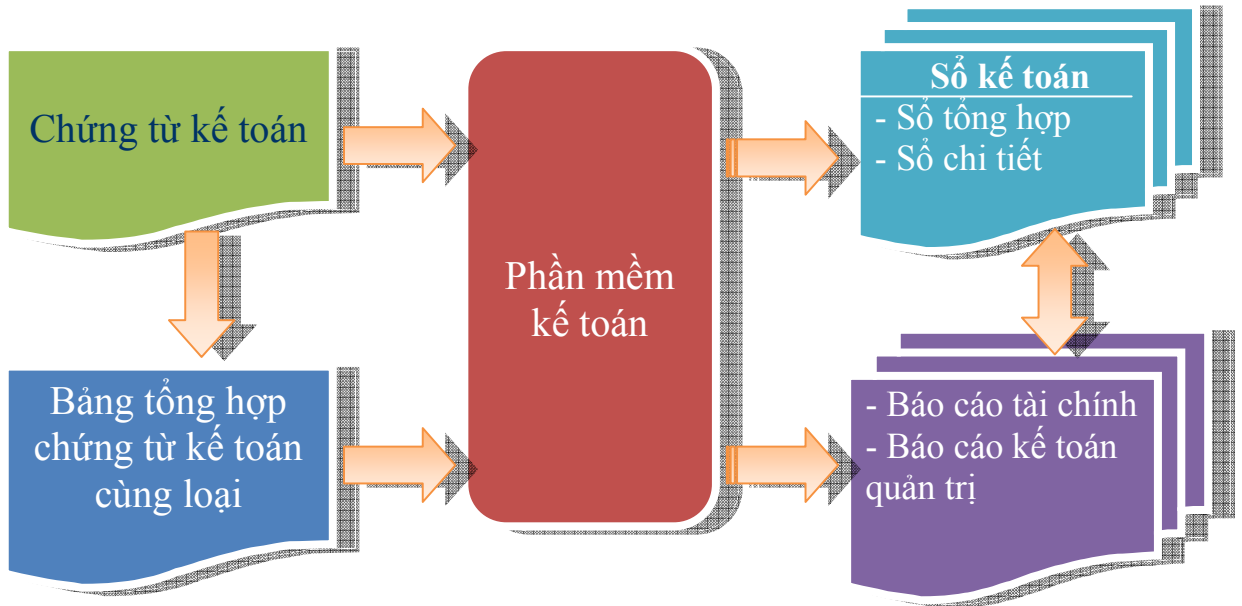 Chứng từ kế toán
Bảng tổng hợp
chứng từ kế toán
cùng loại
Phần mềm
kế toán
Sổ kế toán
- Sổ tổng hợp
- Sổ chi tiết
- Báo cáo tài chính
- Báo cáo kế toán
quản trị